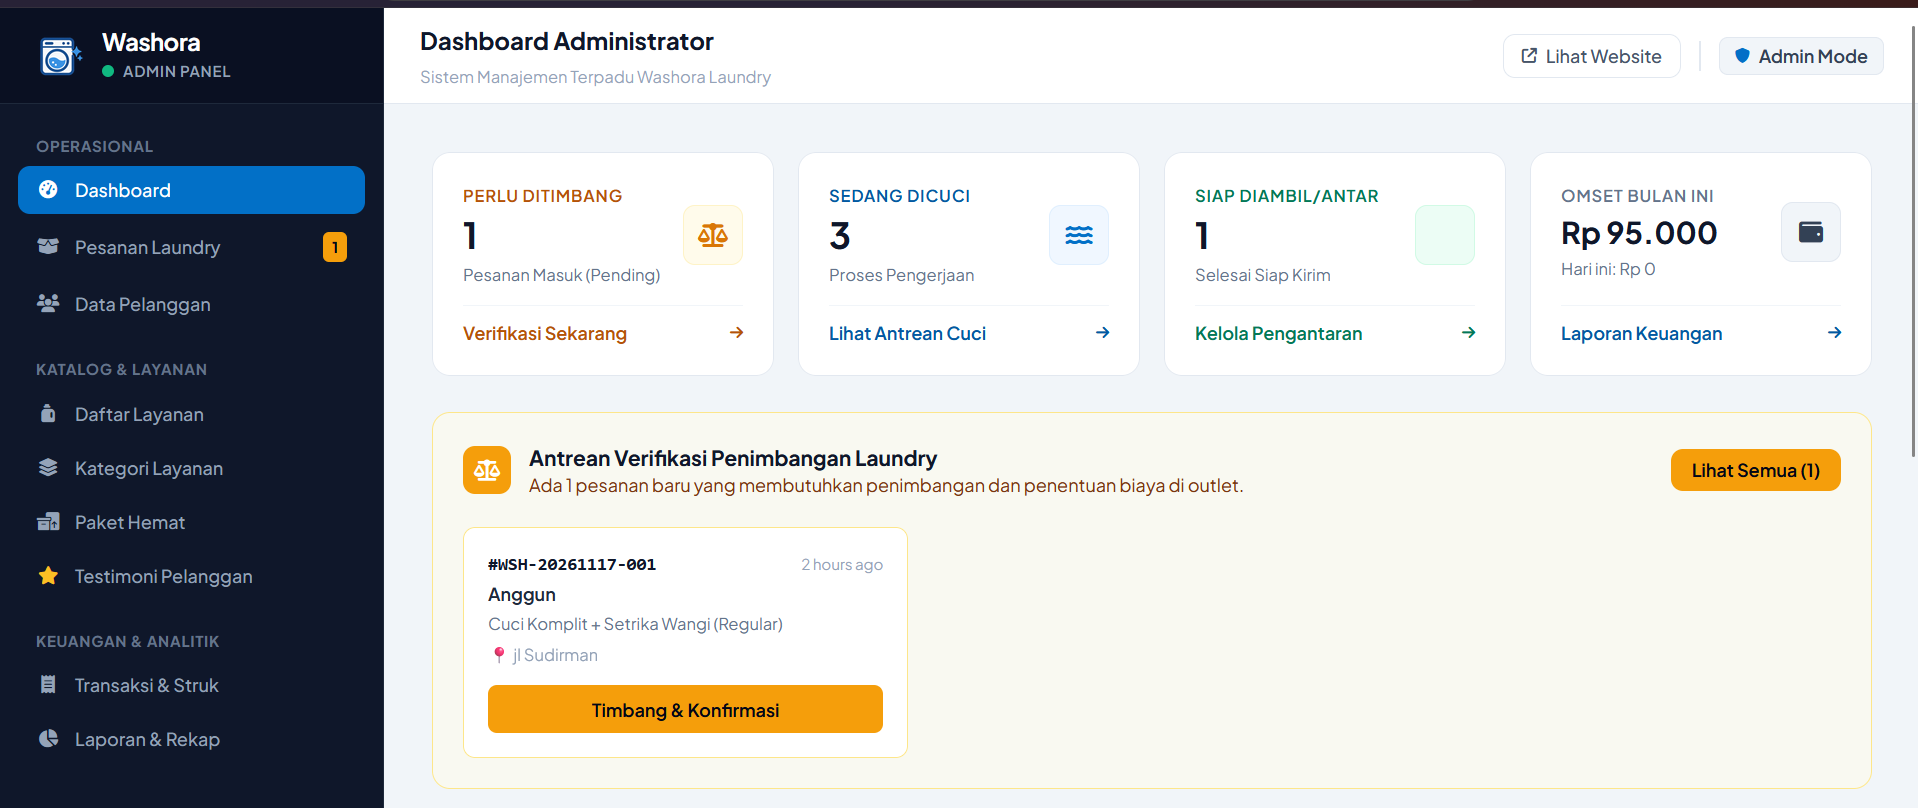 Washora
ADMIN PANEL
OPERASIONAL
Dashboard
Pesanan Laundry
1
Data Pelanggan
KATALOG & LAYANAN
Daftar Layanan
Kategori Layanan
Paket Hemat
Testimoni Pelanggan
KEUANGAN & ANALITIK
Transaksi & Struk
Laporan & Rekap
Dashboard Administrator
Sistem Manajemen Terpadu Washora Laundry
Lihat Website
Admin Mode
PERLU DITIMBANG
1
Pesanan Masuk (Pending)
Verifikasi Sekarang
SEDANG DICUCI
3
Proses Pengerjaan
Lihat Antrean Cuci
SIAP DIAMBIL/ANTAR
1
Selesai Siap Kirim
Kelola Pengantaran
OMSET BULAN INI
Rp 95.000
Hari ini: Rp 0
Laporan Keuangan
Antrean Verifikasi Penimbangan Laundry
Ada 1 pesanan baru yang membutuhkan penimbangan dan penentuan biaya di outlet.
Lihat Semua (1)
#WSH-20261117-001
2 hours ago
Anggun
Cuci Komplit + Setrika Wangi (Regular)
jl Sudirman
Timbang & Konfirmasi